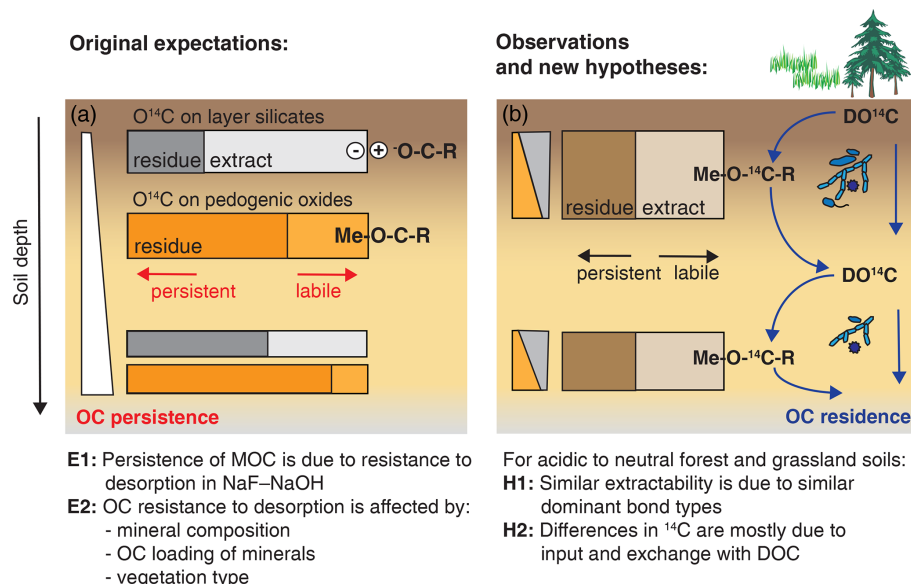 Original expectations:
Observations
and new hypotheses:
Soil depth
(a)
O¹⁴C on layer silicates
residue extract
- + ⁻O-C-R
O¹⁴C on pedogenic oxides
residue
Me-O-C-R
persistent labile
OC persistence
E1: Persistence of MOC is due to resistance to
desorption in NaF–NaOH
E2: OC resistance to desorption is affected by:
- mineral composition
- OC loading of minerals
- vegetation type
(b)
DO¹⁴C
Me-O-¹⁴C-R
residue extract
persistent labile
DO¹⁴C
Me-O-¹⁴C-R
OC residence
For acidic to neutral forest and grassland soils:
H1: Similar extractability is due to similar
dominant bond types
H2: Differences in ¹⁴C are mostly due to
input and exchange with DOC